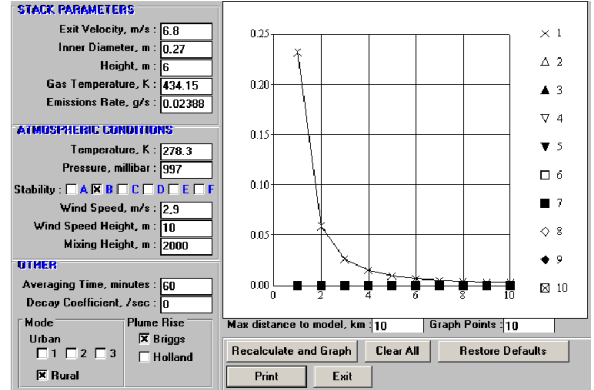 STACK PARAMETERS
Exit Velocity, m/s : 6.8
Inner Diameter, m : 0.27
Height, m : 6
Gas Temperature, K : 434.15
Emissions Rate, g/s : 0.02388
ATMOSPHERIC CONDITIONS
Temperature, K : 278.3
Pressure, millibar : 997
Stability : A B C D E F
Wind Speed, m/s : 2.9
Wind Speed Height, m : 10
Mixing Height, m : 2000
OTHER
Averaging Time, minutes : 60
Decay Coefficient, /sec : 0
Mode
Urban
1 2 3
Rural
Plume Rise
Briggs
Holland
0.25
0.20
0.15
0.10
0.05
0.00
0 2 4 6 8 10
1
2
3
4
5
6
7
8
9
10
Max distance to model, km : 10 Graph Points : 10
Recalculate and Graph Clear All Restore Defaults
Print Exit